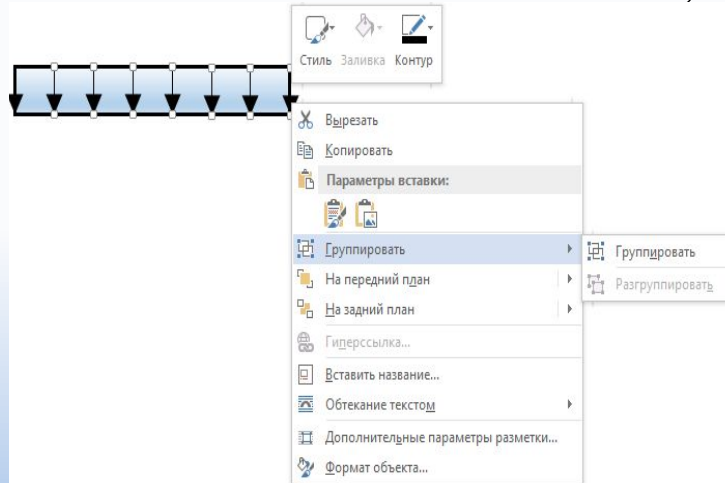 Стиль Заливка Контур
Вырезать
Копировать
Параметры вставки:
Группировать
Группировать
На передний план
Разгруппировать
На задний план
Гиперссылка...
Вставить название...
Обтекание текстом
Дополнительные параметры разметки...
Формат объекта...